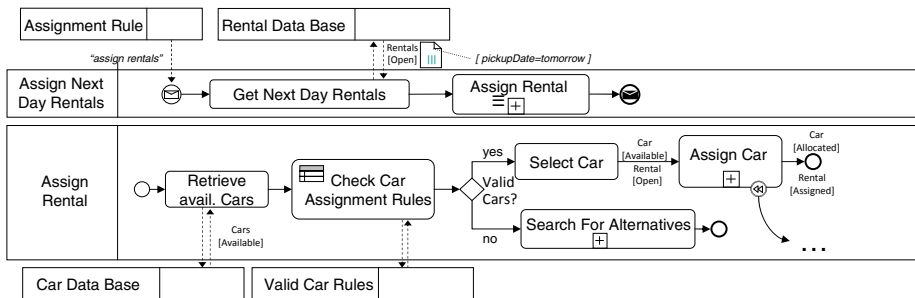 Assignment Rule
Rental Data Base
"assign rentals"
Rentals
[Open]
[ pickupDate=tomorrow ]
Assign Next
Day Rentals
Get Next Day Rentals
Assign Rental
Assign
Rental
Retrieve
avail. Cars
Check Car
Assignment Rules
yes
Valid
Cars?
no
Select Car
Car
[Available]
Rental
[Open]
Assign Car
Car
[Allocated]
Rental
[Assigned]
Search For Alternatives
...
Cars
[Available]
Car Data Base
Valid Car Rules